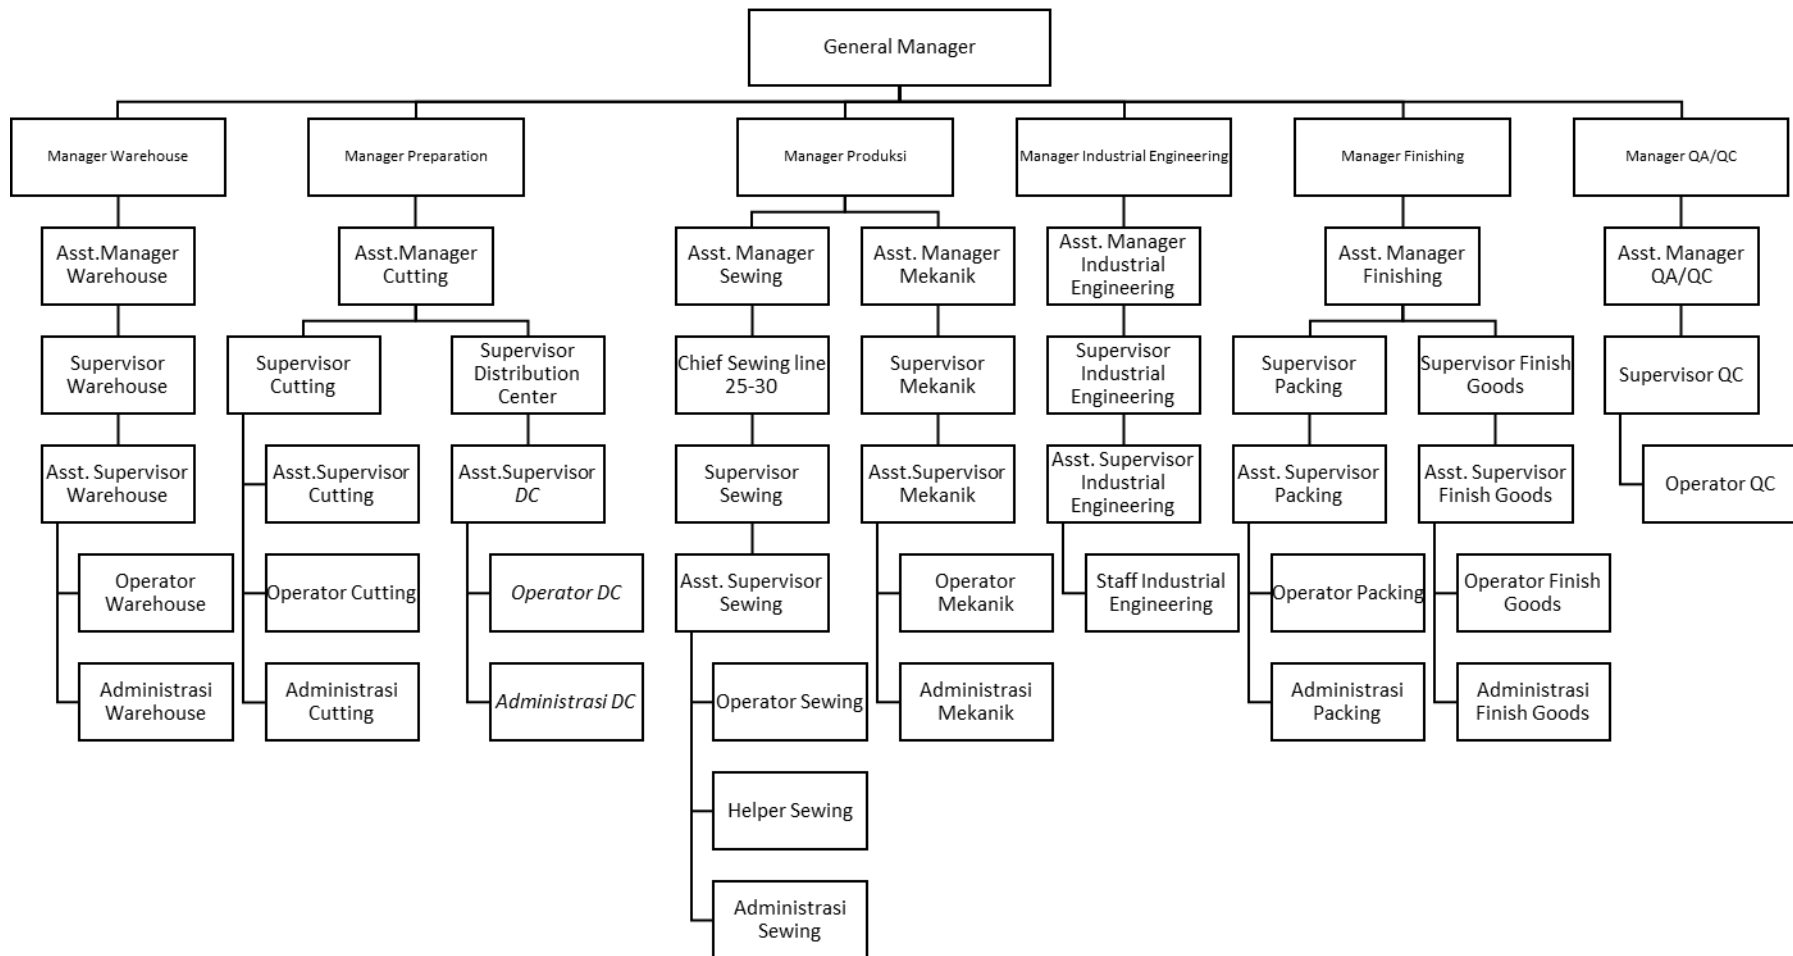 General Manager
Manager Warehouse
Manager Preparation
Manager Produksi
Manager Industrial Engineering
Manager Finishing
Manager QA/QC
Asst.Manager
Warehouse
Asst.Manager
Cutting
Asst. Manager
Sewing
Asst. Manager
Mekanik
Asst. Manager
Industrial
Engineering
Asst. Manager
Finishing
Asst. Manager
QA/QC
Supervisor
Warehouse
Supervisor
Cutting
Supervisor
Distribution
Center
Chief Sewing line
25-30
Supervisor
Mekanik
Supervisor
Industrial
Engineering
Supervisor
Packing
Supervisor Finish
Goods
Supervisor QC
Asst. Supervisor
Warehouse
Asst.Supervisor
Cutting
Asst.Supervisor
DC
Supervisor
Sewing
Asst.Supervisor
Mekanik
Asst. Supervisor
Industrial
Engineering
Asst. Supervisor
Packing
Asst. Supervisor
Finish Goods
Operator QC
Operator
Warehouse
Operator Cutting
Operator DC
Asst. Supervisor
Sewing
Operator
Mekanik
Staff Industrial
Engineering
Operator Packing
Operator Finish
Goods
Administrasi
Warehouse
Administrasi
Cutting
Administrasi DC
Operator Sewing
Administrasi
Mekanik
Administrasi
Packing
Administrasi
Finish Goods
Helper Sewing
Administrasi
Sewing